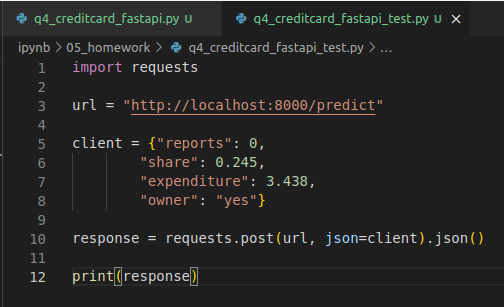 q4_creditcard_fastapi.py U q4_creditcard_fastapi_test.py U ×
ipynb > 05_homework > q4_creditcard_fastapi_test.py > ...
1 import requests
2
3 url = "http://localhost:8000/predict"
4
5 client = {"reports": 0,
6 "share": 0.245,
7 "expenditure": 3.438,
8 "owner": "yes"}
9
10 response = requests.post(url, json=client).json()
11
12 print(response)